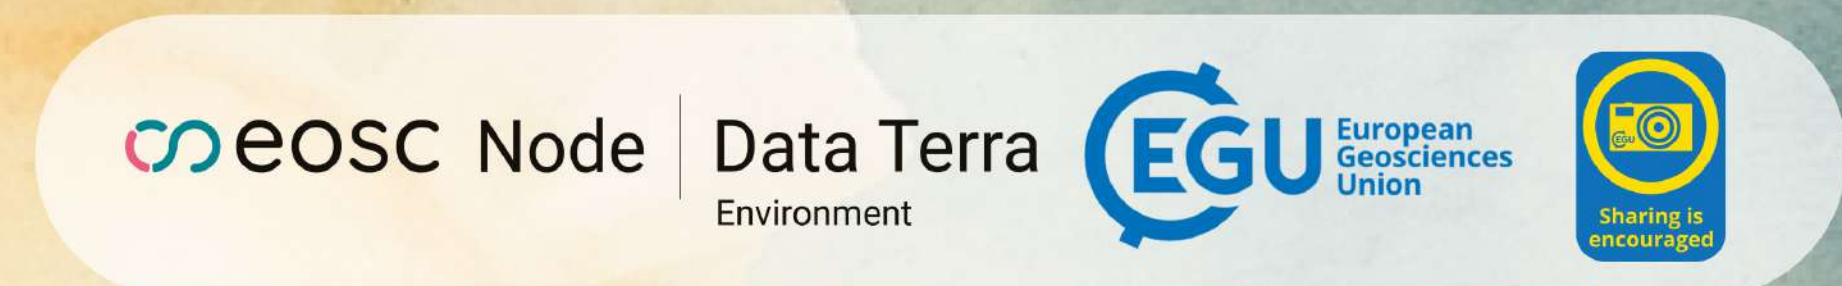 eosc Node
Data Terra
Environment
EGU
European
Geosciences
Union
EGU
Sharing is
encouraged